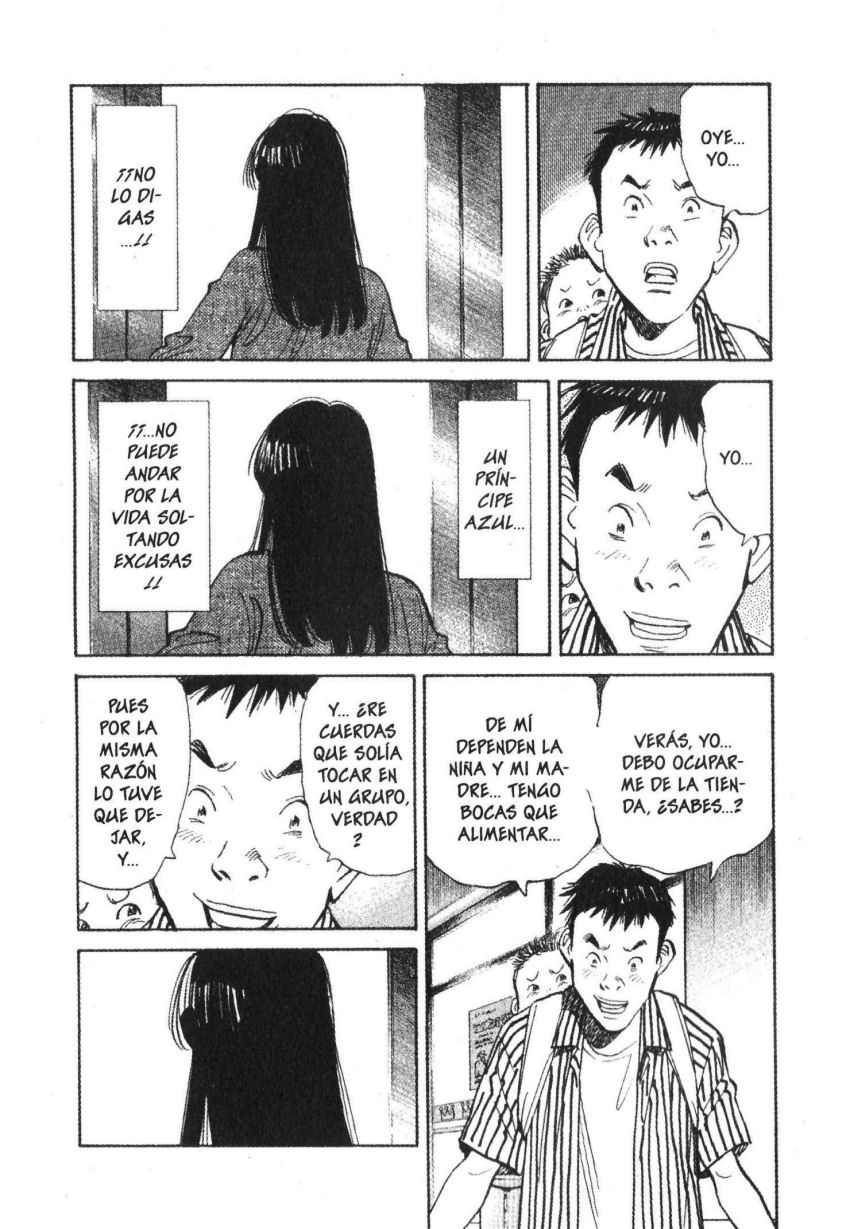 OYE...
YO...
¡¡NO
LO DI-
GAS
...!!
YO...
UN
PRÍN-
CIPE
AZUL...
¡¡...NO
PUEDE
ANDAR
POR LA
VIDA SOL-
TANDO
EXCUSAS
!!
VERÁS, YO...
DEBO OCUPAR-
ME DE LA TIEN-
DA, ¿SABES...?
DE MÍ
DEPENDEN LA
NIÑA Y MI MA-
DRE... TENGO
BOCAS QUE
ALIMENTAR...
Y... ¿RE
CUERDAS
QUE SOLÍA
TOCAR EN
UN GRUPO,
VERDAD
?
PUES
POR LA
MISMA
RAZÓN
LO TUVE
QUE DE-
JAR,
Y...